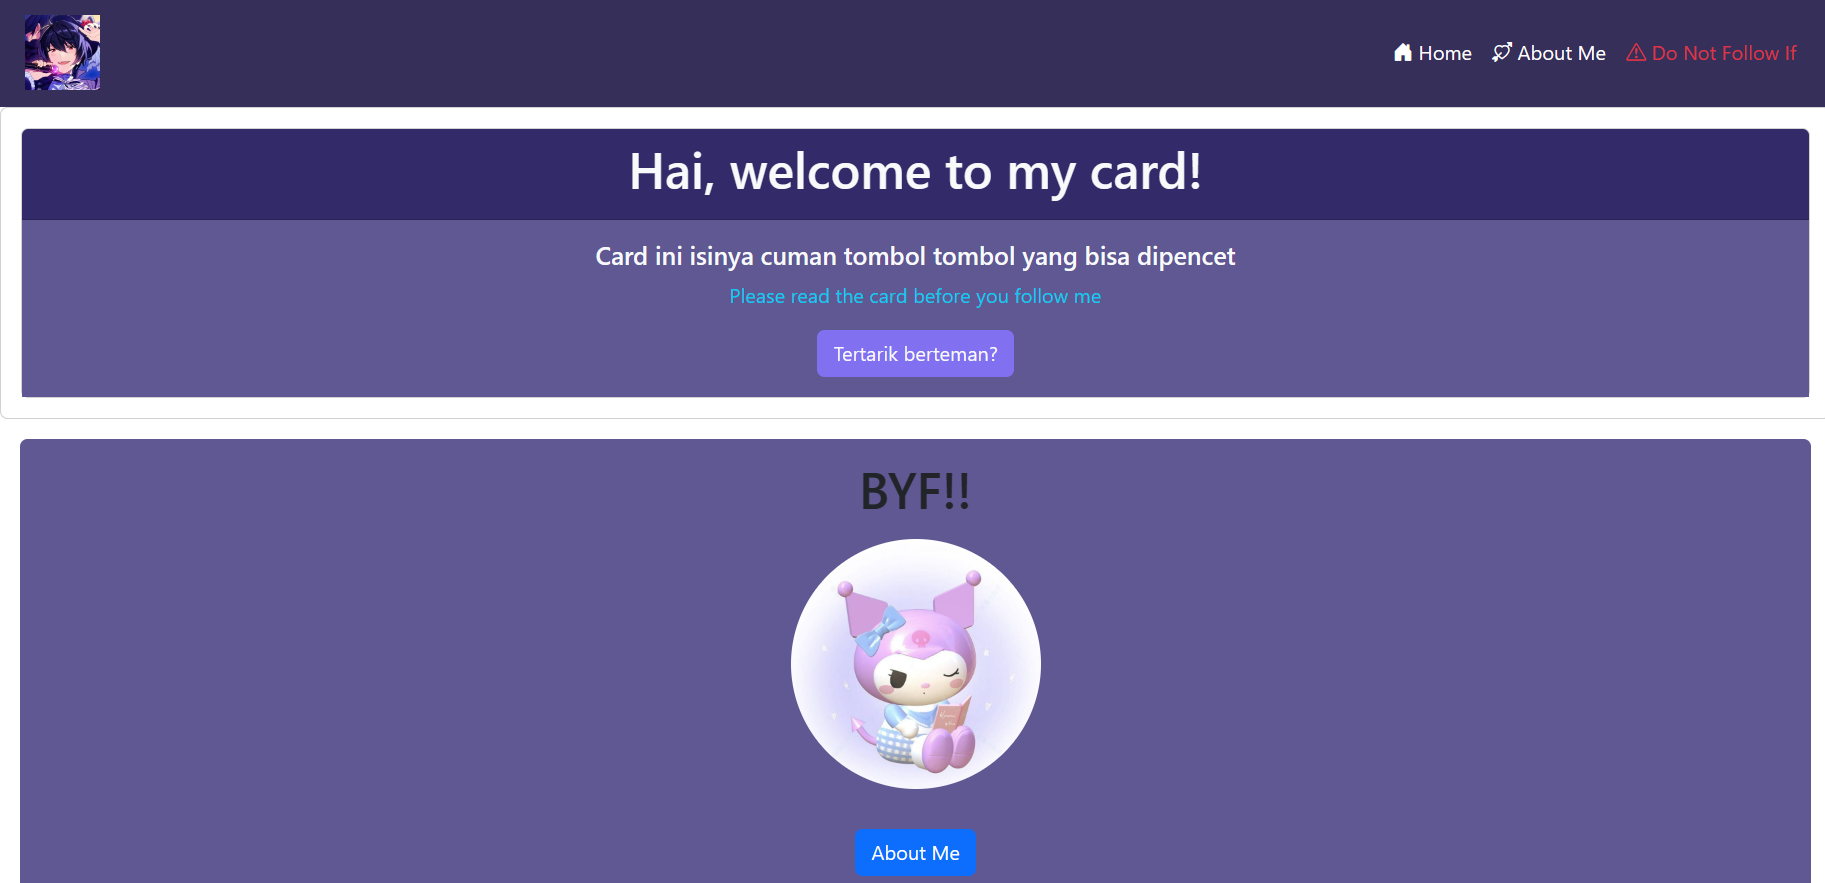 Home
About Me
Do Not Follow If
Hai, welcome to my card!
Card ini isinya cuman tombol tombol yang bisa dipencet
Please read the card before you follow me
Tertarik berteman?
BYF!!
About Me